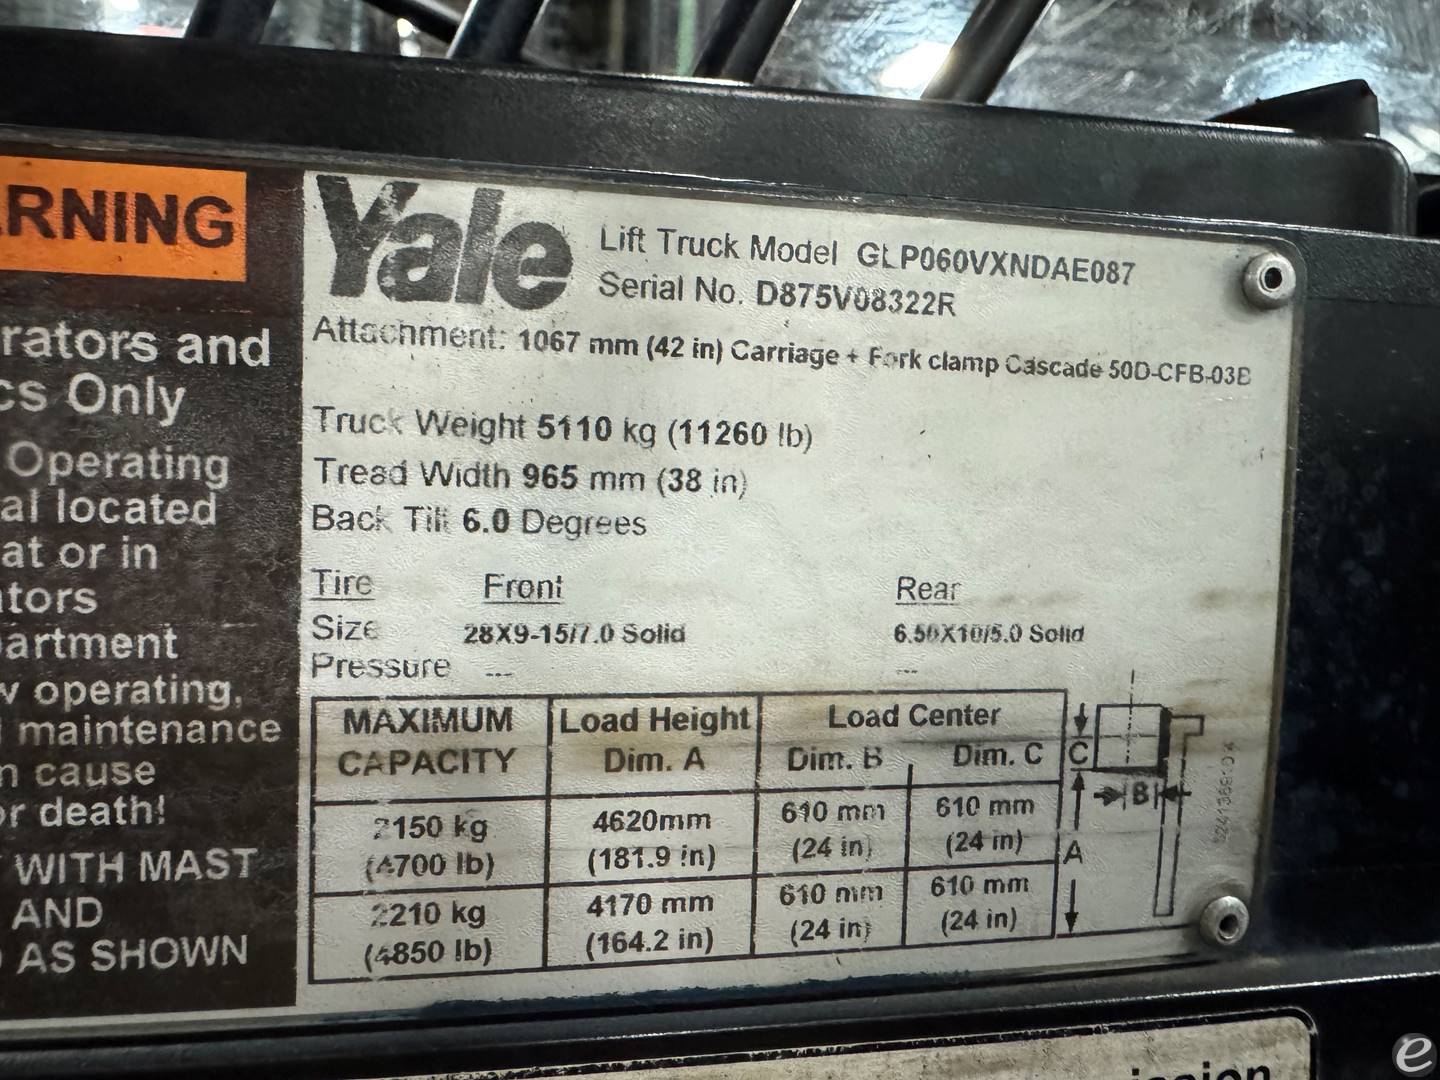 RNING
rators and
cs Only
Operating
al located
at or in
tors
artment
w operating,
maintenance
n cause
or death!
WITH MAST
AND
AS SHOWN
Yale
Lift Truck Model GLP060VXNDAE087
Serial No. D875V08322R
Attachment: 1067 mm (42 in) Carriage + Fork clamp Cascade 50D-CFB-03B
Truck Weight 5110 kg (11260 lb)
Tread Width 965 mm (38 in)
Back Tilt 6.0 Degrees
Tire Front Rear
Size 28X9-15/7.0 Solid 6.50X10/5.0 Solid
Pressure --- ---
MAXIMUM CAPACITY
Load Height Dim. A
Load Center
Dim. B Dim. C
2150 kg 4620mm 610 mm 610 mm
(4700 lb) (181.9 in) (24 in) (24 in)
2210 kg 4170 mm 610 mm 610 mm
(4850 lb) (164.2 in) (24 in) (24 in)
C
B
A
ission
e